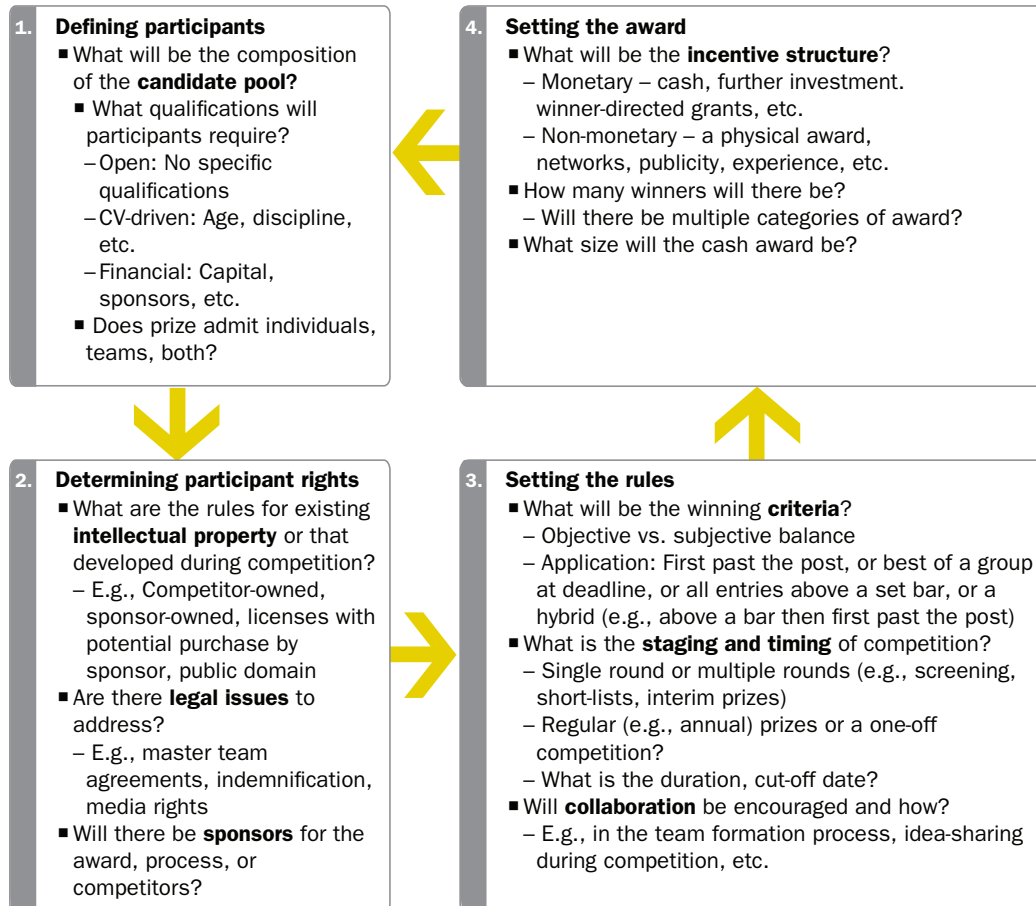 1. Defining participants
■ What will be the composition
of the candidate pool?
■ What qualifications will
participants require?
– Open: No specific
qualifications
– CV-driven: Age, discipline,
etc.
– Financial: Capital,
sponsors, etc.
■ Does prize admit individuals,
teams, both?
2. Determining participant rights
■ What are the rules for existing
intellectual property or that
developed during competition?
– E.g., Competitor-owned,
sponsor-owned, licenses with
potential purchase by
sponsor, public domain
■ Are there legal issues to
address?
– E.g., master team
agreements, indemnification,
media rights
■ Will there be sponsors for the
award, process, or
competitors?
3. Setting the rules
■ What will be the winning criteria?
– Objective vs. subjective balance
– Application: First past the post, or best of a group
at deadline, or all entries above a set bar, or a
hybrid (e.g., above a bar then first past the post)
■ What is the staging and timing of competition?
– Single round or multiple rounds (e.g., screening,
short-lists, interim prizes)
– Regular (e.g., annual) prizes or a one-off
competition?
– What is the duration, cut-off date?
■ Will collaboration be encouraged and how?
– E.g., in the team formation process, idea-sharing
during competition, etc.
4. Setting the award
■ What will be the incentive structure?
– Monetary – cash, further investment.
winner-directed grants, etc.
– Non-monetary – a physical award,
networks, publicity, experience, etc.
■ How many winners will there be?
– Will there be multiple categories of award?
■ What size will the cash award be?